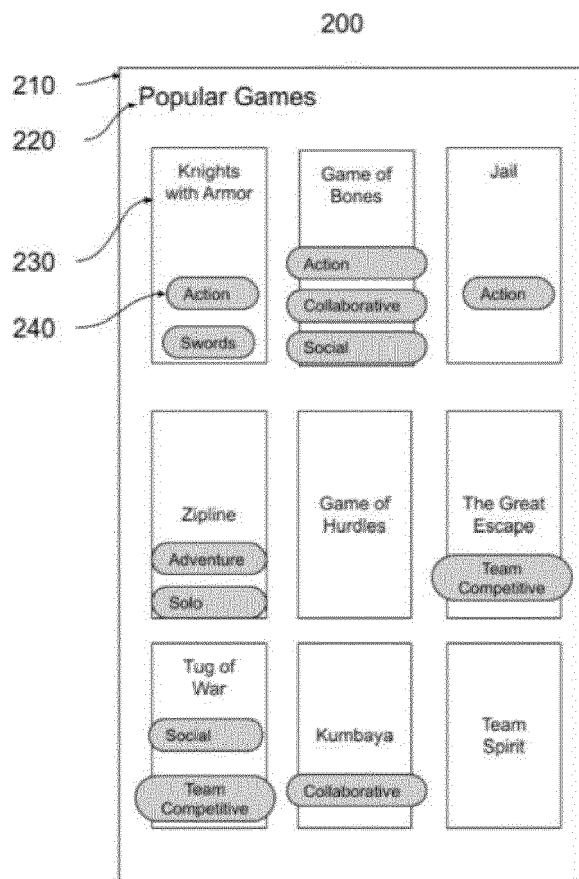 200
210
Popular Games
220
Knights
with Armor
Game of
Bones
Jail
230
Action
240
Action
Collaborative
Action
Swords
Social
Zipline
Game of
Hurdles
The Great
Escape
Adventure
Solo
Team
Competitive
Tug of
War
Social
Kumbaya
Team
Spirit
Team
Competitive
Collaborative